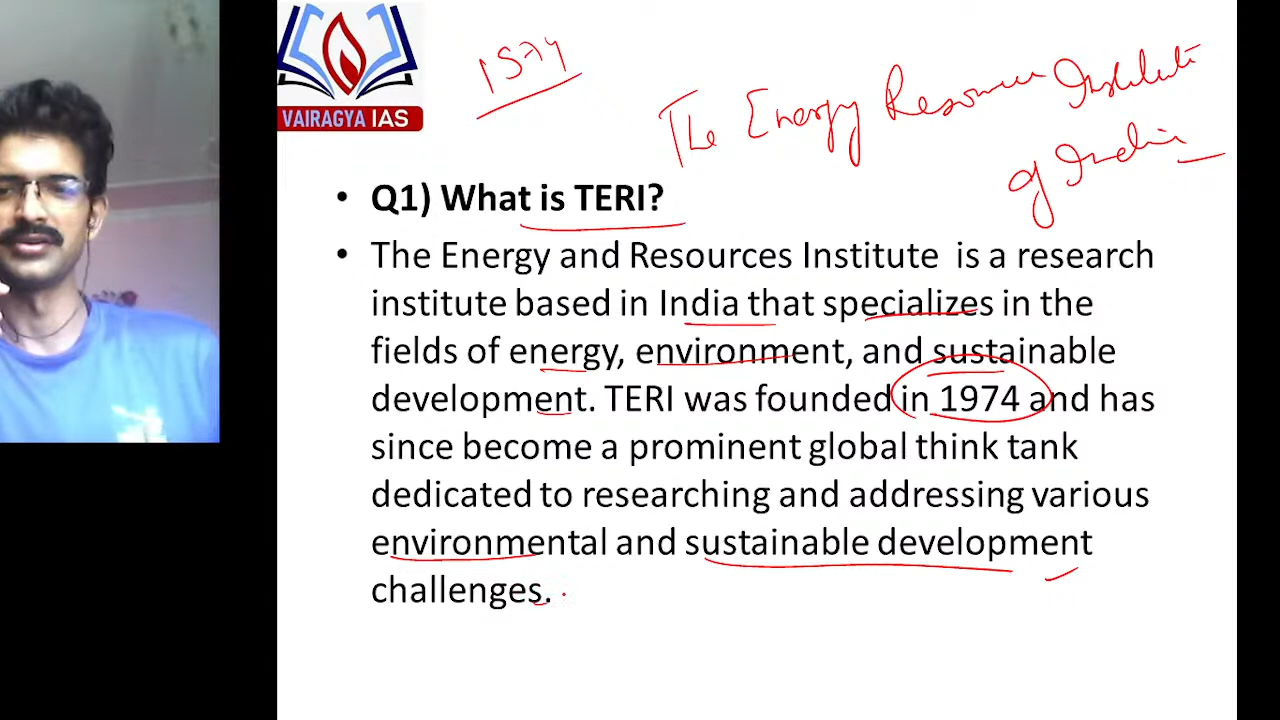 VAIRAGYA IAS
1974
The Energy Resource Institute
of India
• Q1) What is TERI?
• The Energy and Resources Institute is a research
institute based in India that specializes in the
fields of energy, environment, and sustainable
development. TERI was founded in 1974 and has
since become a prominent global think tank
dedicated to researching and addressing various
environmental and sustainable development
challenges.